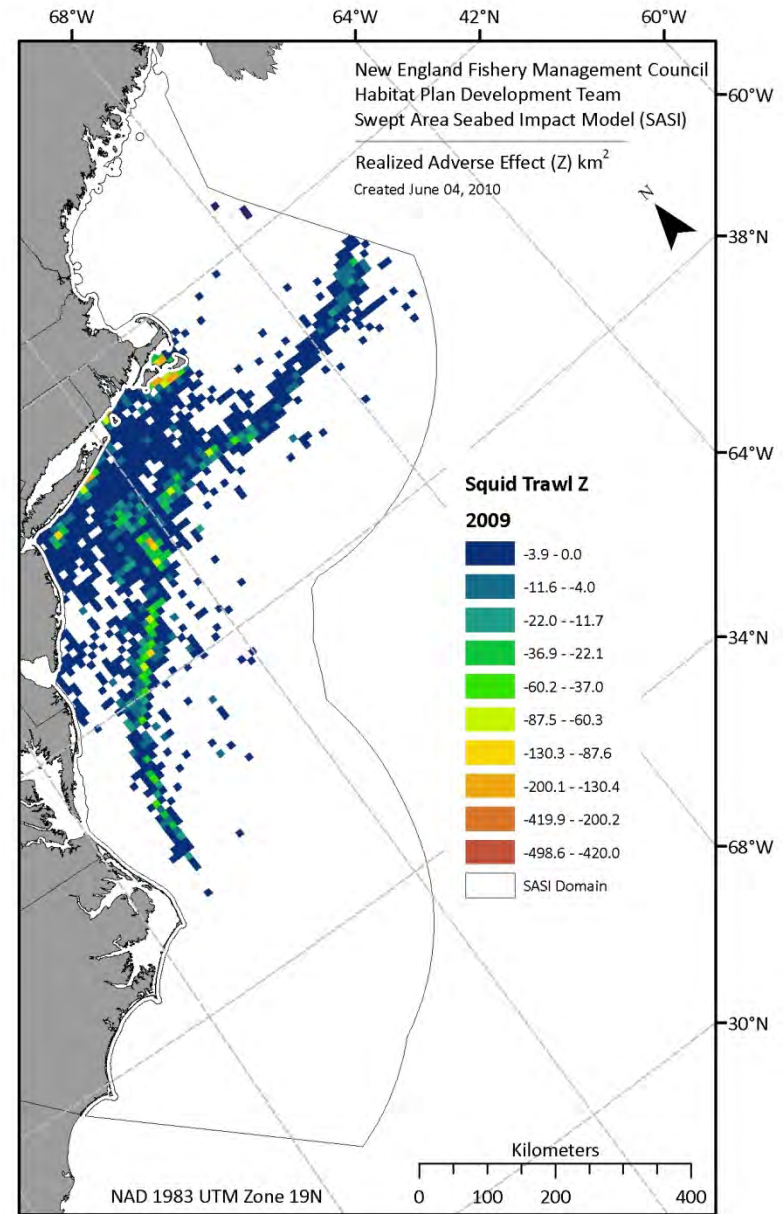 68°W 64°W 42°N 60°W
New England Fishery Management Council
Habitat Plan Development Team
Swept Area Seabed Impact Model (SASI)
Realized Adverse Effect (Z) km²
Created June 04, 2010
N
60°W
38°N
64°W
Squid Trawl Z
2009
-3.9 - 0.0
-11.6 - -4.0
-22.0 - -11.7
-36.9 - -22.1
-60.2 - -37.0
-87.5 - -60.3
-130.3 - -87.6
-200.1 - -130.4
-419.9 - -200.2
-498.6 - -420.0
SASI Domain
34°N
68°W
30°N
Kilometers
0 100 200 300 400
NAD 1983 UTM Zone 19N